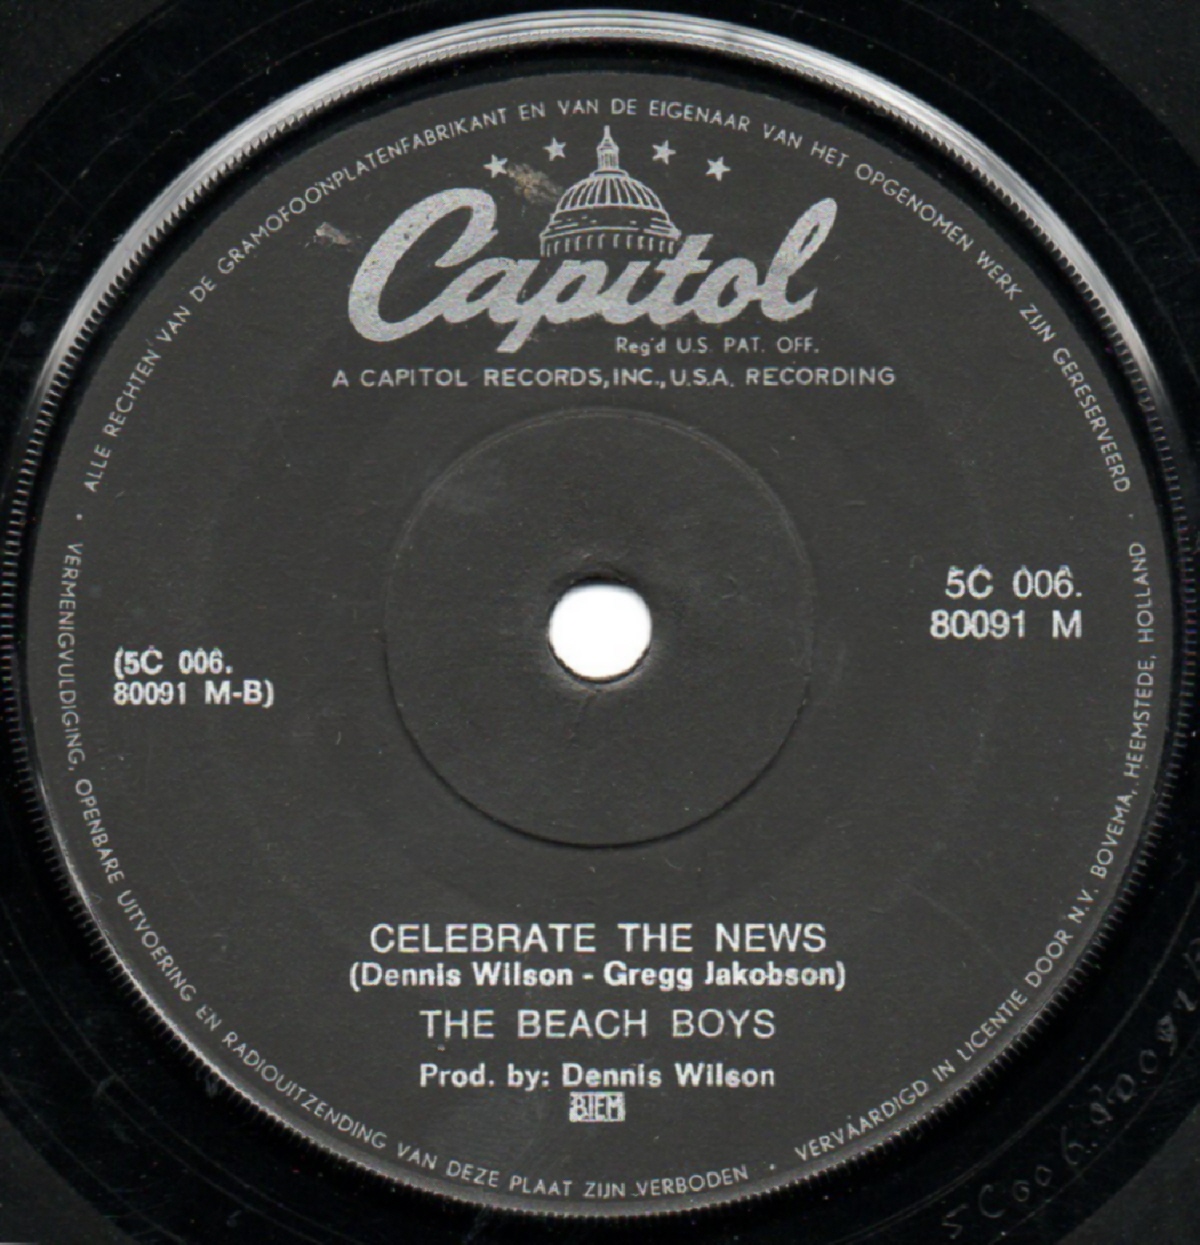 ALLE RECHTEN VAN DE GRAMOFOONPLATENFABRIKANT EN VAN DE EIGENAAR VAN HET OPGENOMEN WERK ZIJN GERESERVEERD
Capitol
Reg'd U.S. PAT. OFF.
A CAPITOL RECORDS, INC., U.S.A. RECORDING
5C 006.
80091 M
(5C 006.
80091 M-B)
CELEBRATE THE NEWS
(Dennis Wilson - Gregg Jakobson)
THE BEACH BOYS
Prod. by: Dennis Wilson
BIEM
VERMENIGVULDIGING, OPENBARE UITVOERING EN RADIOUITZENDING VAN DEZE PLAAT ZIJN VERBODEN · VERVAARDIGD IN LICENTIE DOOR N.V. BOVEMA, HEEMSTEDE, HOLLAND